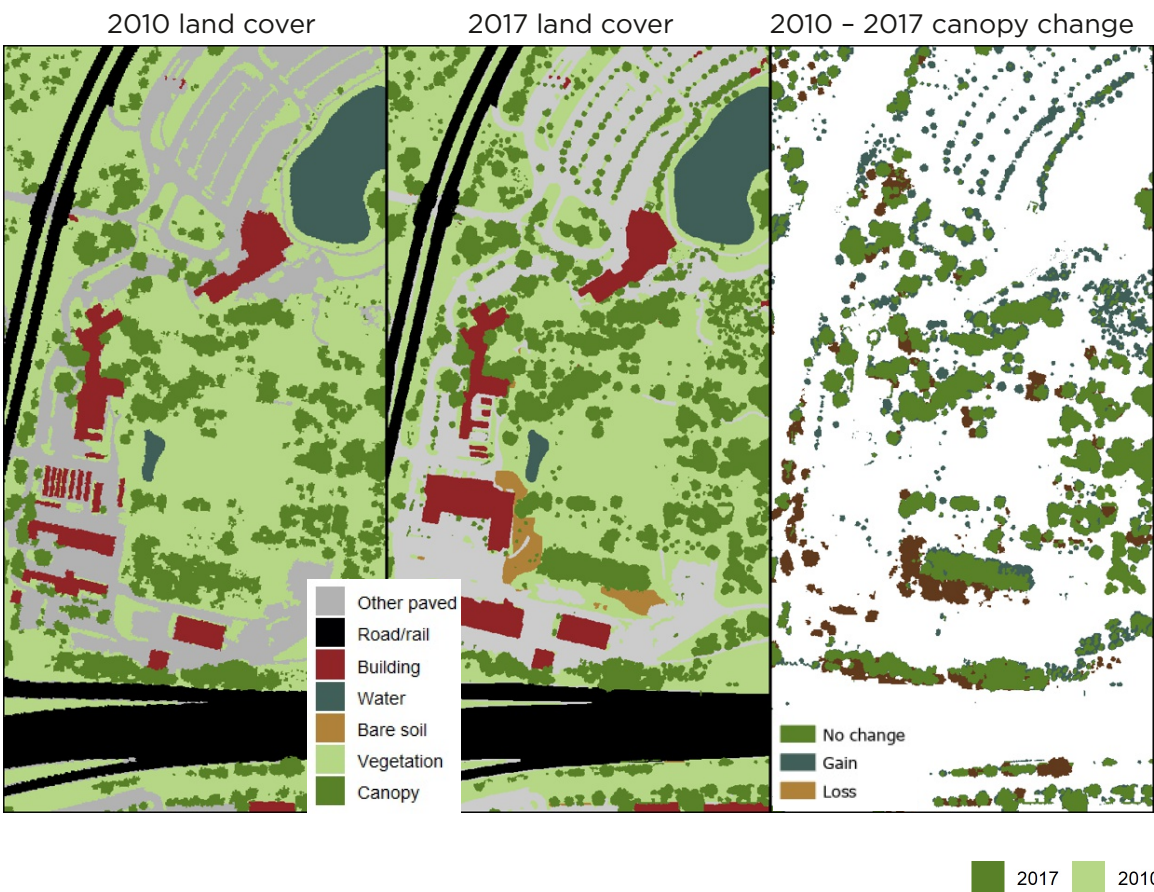 2010 land cover
2017 land cover
2010 – 2017 canopy change
Other paved
Road/rail
Building
Water
Bare soil
Vegetation
Canopy
No change
Gain
Loss
2017